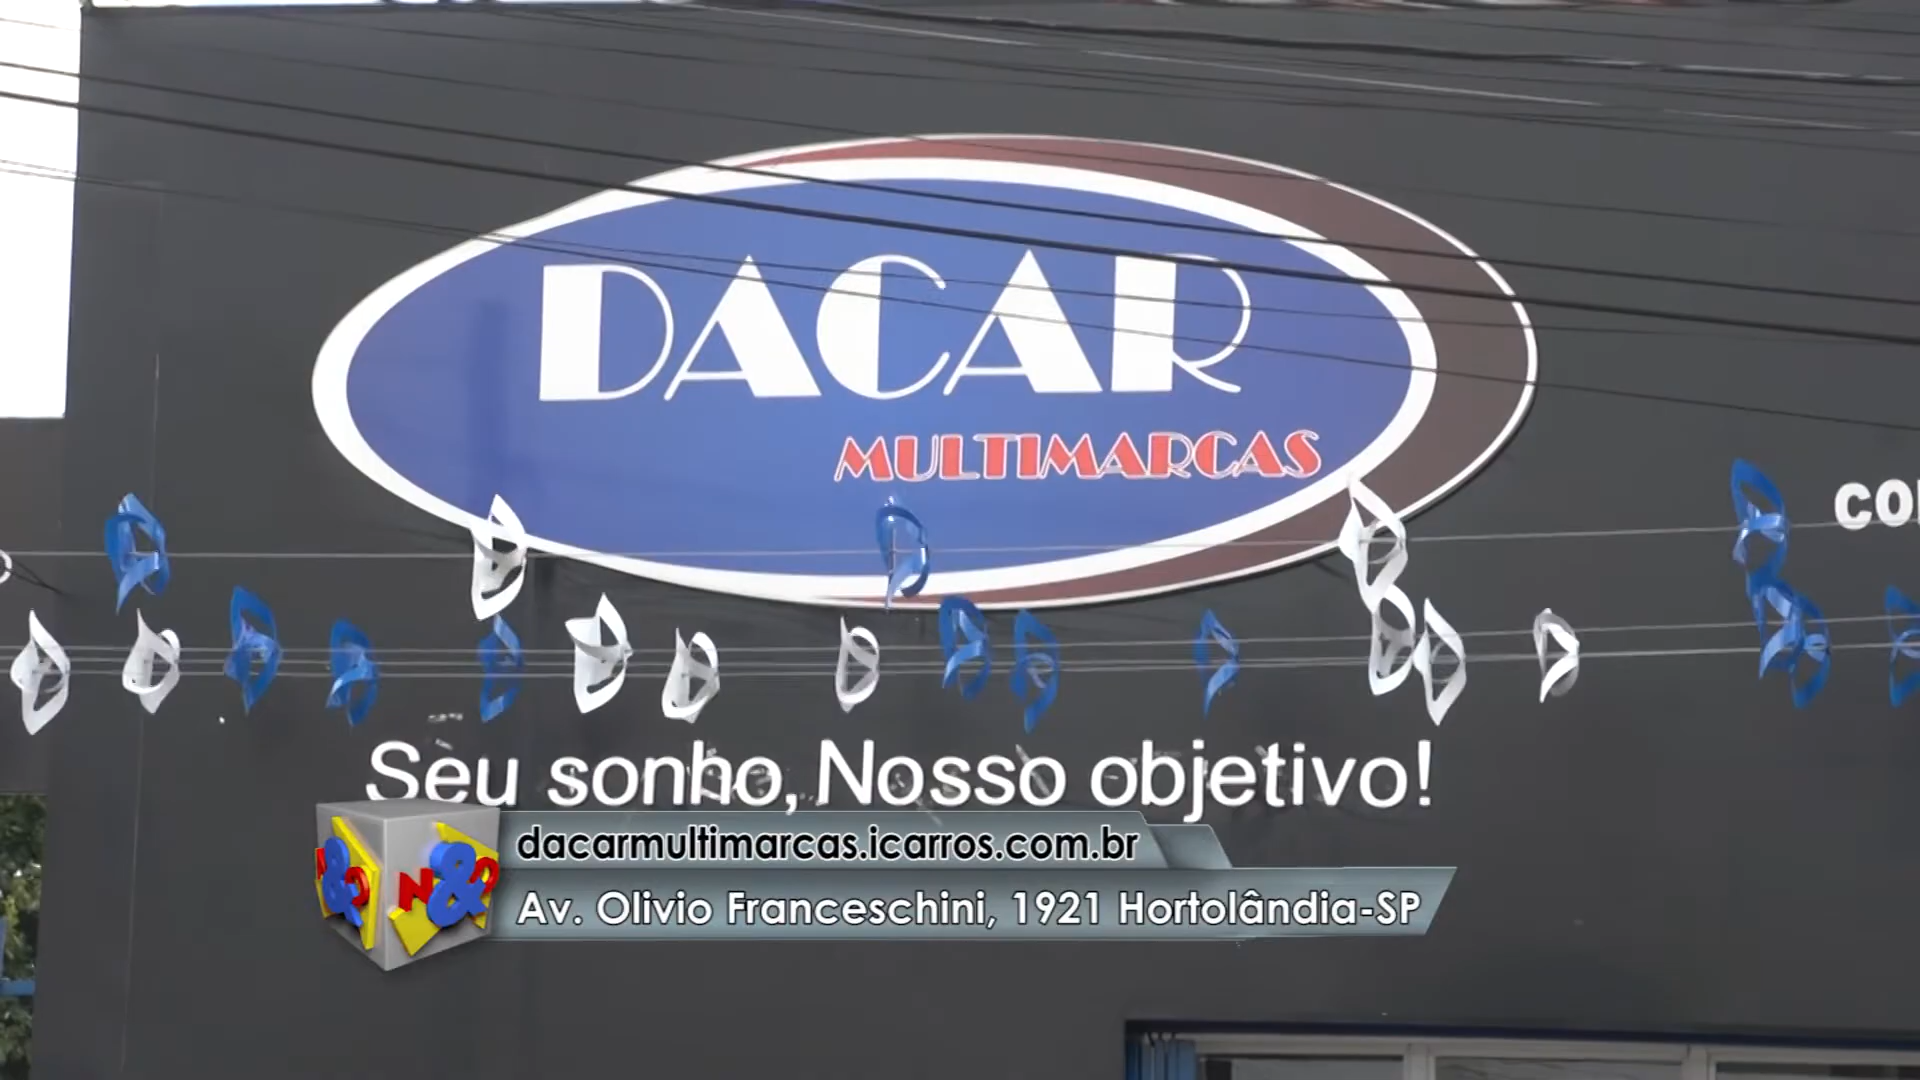 DACAR
MULTIMARCAS
Seu sonho, Nosso objetivo!
dacarmultimarcas.icarros.com.br
Av. Olivio Franceschini, 1921 Hortolândia-SP
N&